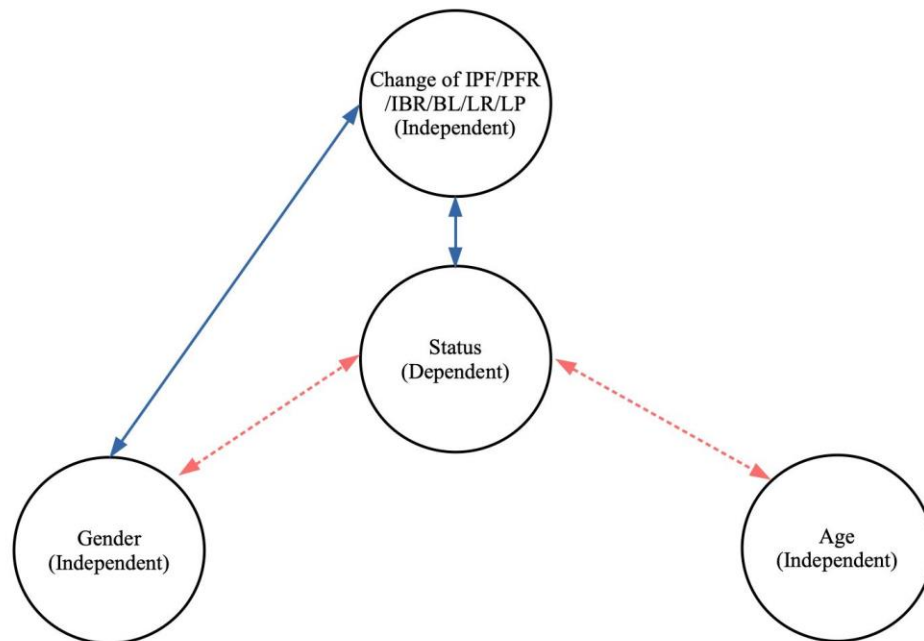 Change of IPF/PFR
/IBR/BL/LR/LP
(Independent)
Status
(Dependent)
Gender
(Independent)
Age
(Independent)